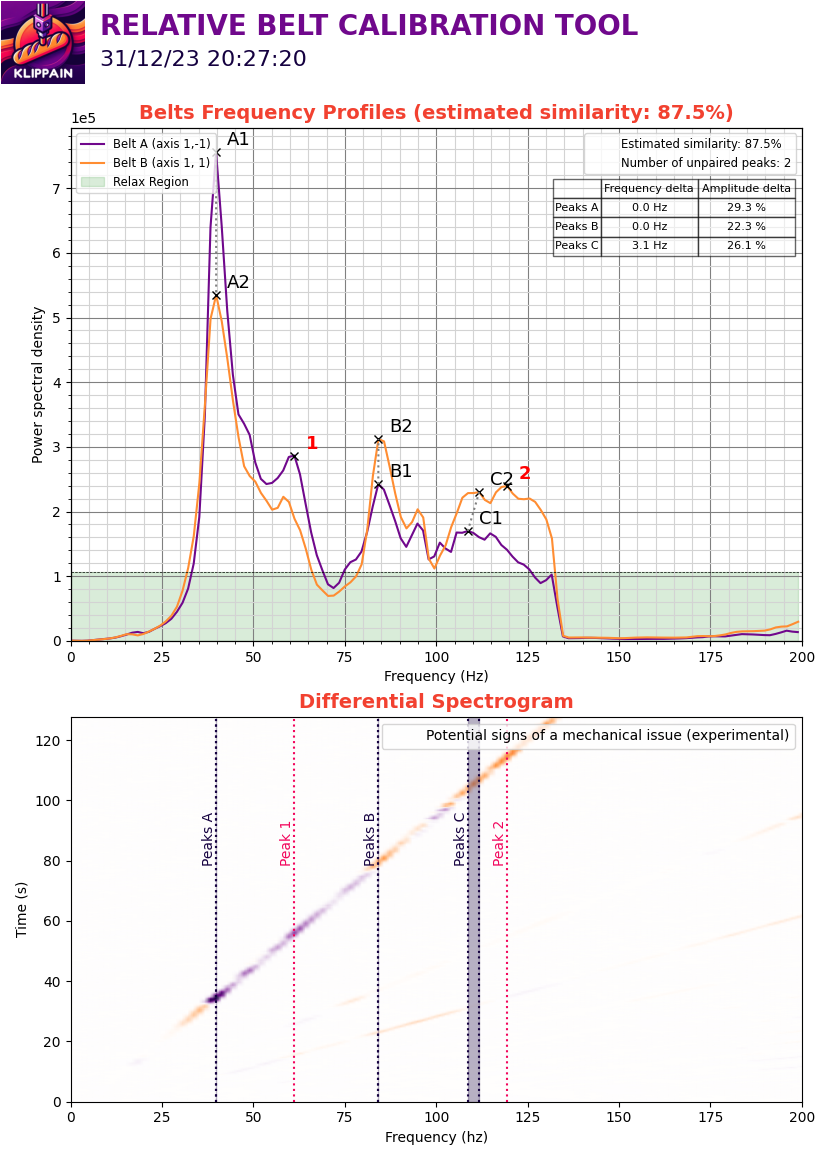 KLIPPAIN
RELATIVE BELT CALIBRATION TOOL
31/12/23 20:27:20
Belts Frequency Profiles (estimated similarity: 87.5%)
1e5
Belt A (axis 1,-1)
Belt B (axis 1, 1)
Relax Region
A1
A2
1
B2
B1
C2
2
C1
Estimated similarity: 87.5%
Number of unpaired peaks: 2
Frequency delta Amplitude delta
Peaks A 0.0 Hz 29.3 %
Peaks B 0.0 Hz 22.3 %
Peaks C 3.1 Hz 26.1 %
Power spectral density
7
6
5
4
3
2
1
0
0 25 50 75 100 125 150 175 200
Frequency (Hz)
Differential Spectrogram
Potential signs of a mechanical issue (experimental)
Peaks A
Peak 1
Peaks B
Peaks C
Peak 2
Time (s)
120
100
80
60
40
20
0
0 25 50 75 100 125 150 175 200
Frequency (hz)